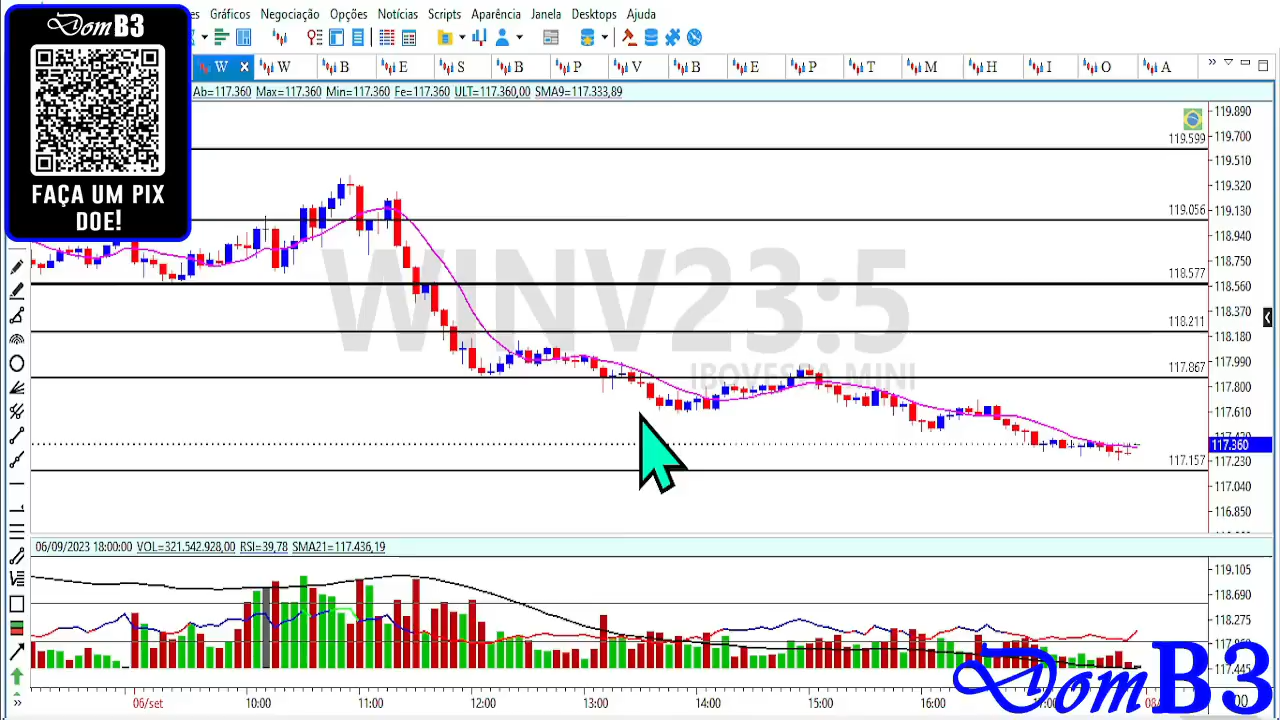 DomB3
FAÇA UM PIX
DOE!
Gráficos Negociação Opções Notícias Scripts Aparência Janela Desktops Ajuda
W W B E S B P V B E P T M H I O A
Ab=117.360 Max=117.360 Min=117.360 Fe=117.360 ULT=117.360,00 SMA9=117.333,89
119.890
119.700
119.599
119.510
119.320
119.130
119.056
118.940
118.750
118.577
118.560
118.370
118.211
118.180
117.990
117.867
117.800
117.610
117.360
117.230
117.157
117.040
116.850
WINV23:5
IBOVESPA MINI
06/09/2023 18:00:00 VOL=321.542.928,00 RSI=39,78 SMA21=117.436,19
119.105
118.690
118.275
117.445
06/set 10:00 11:00 12:00 13:00 14:00 15:00 16:00
DomB3